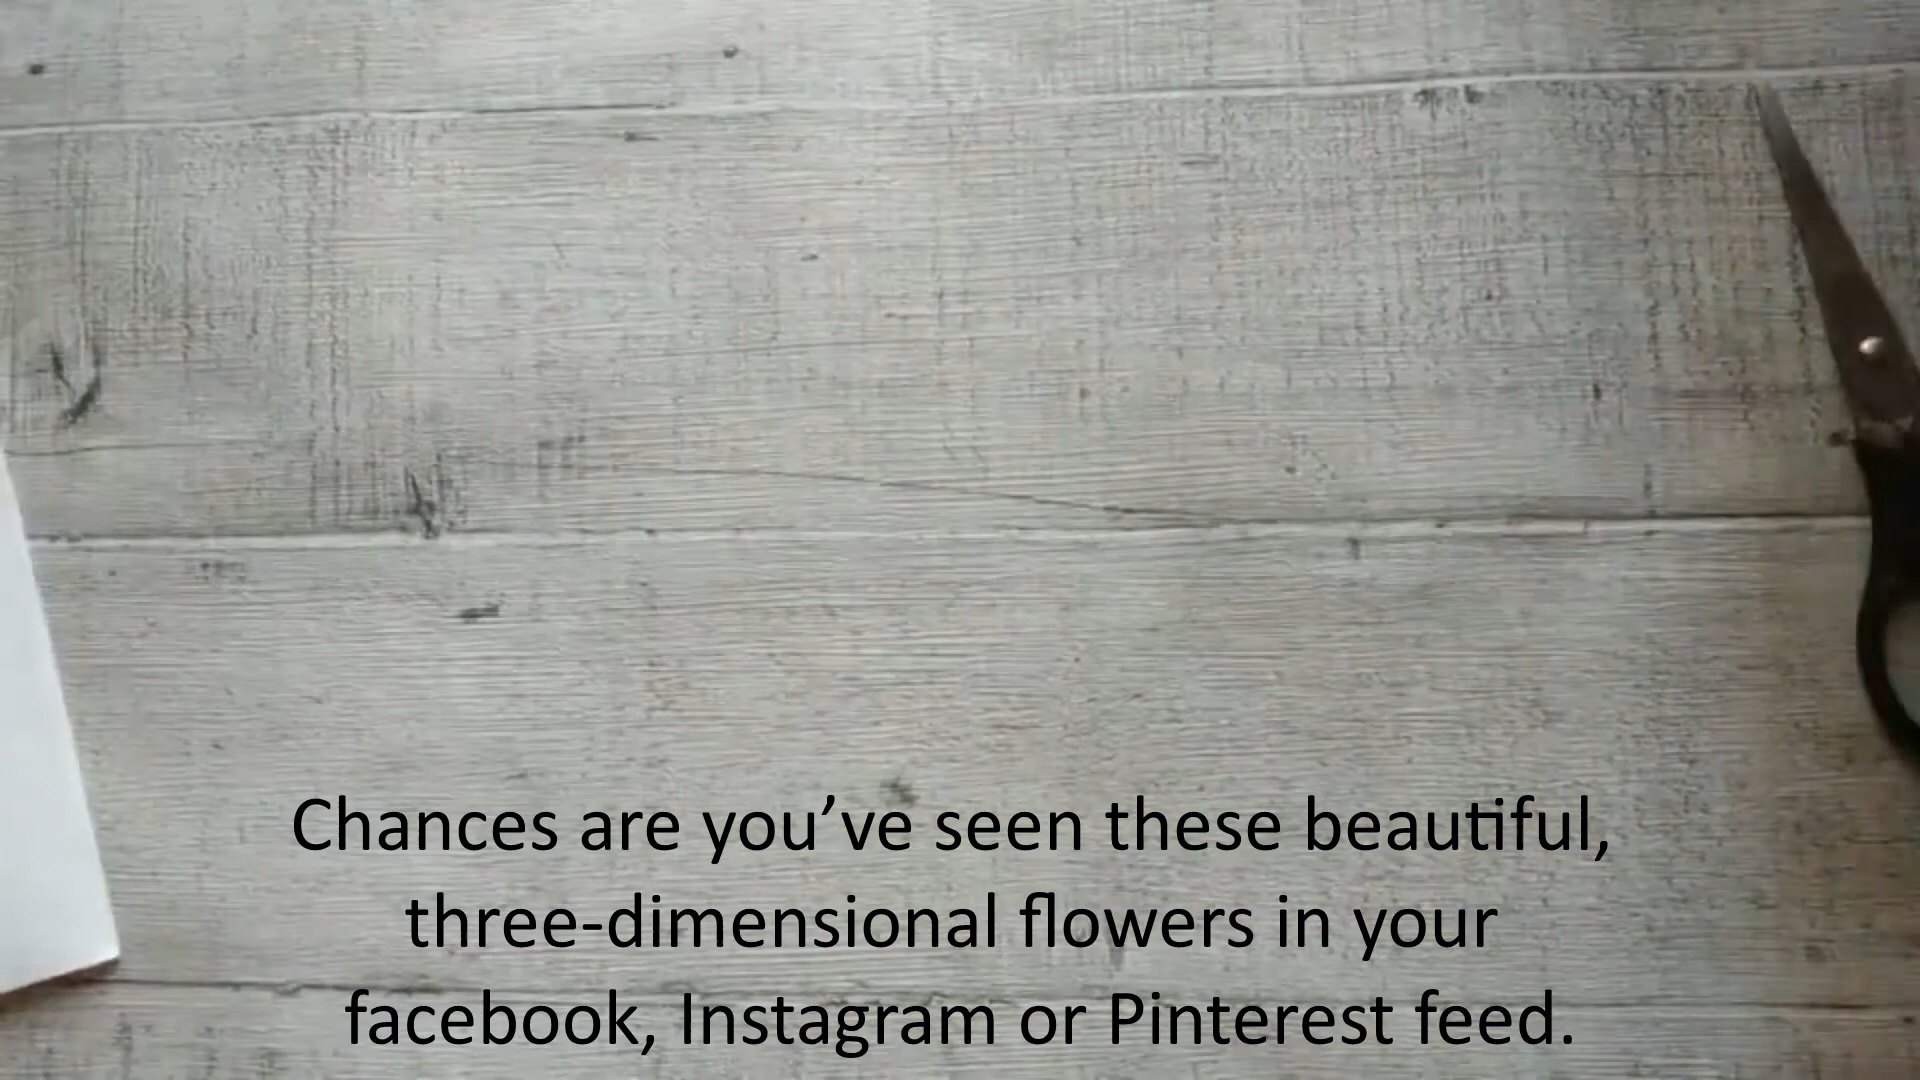 Chances are you’ve seen these beautiful,
three-dimensional flowers in your
facebook, Instagram or Pinterest feed.